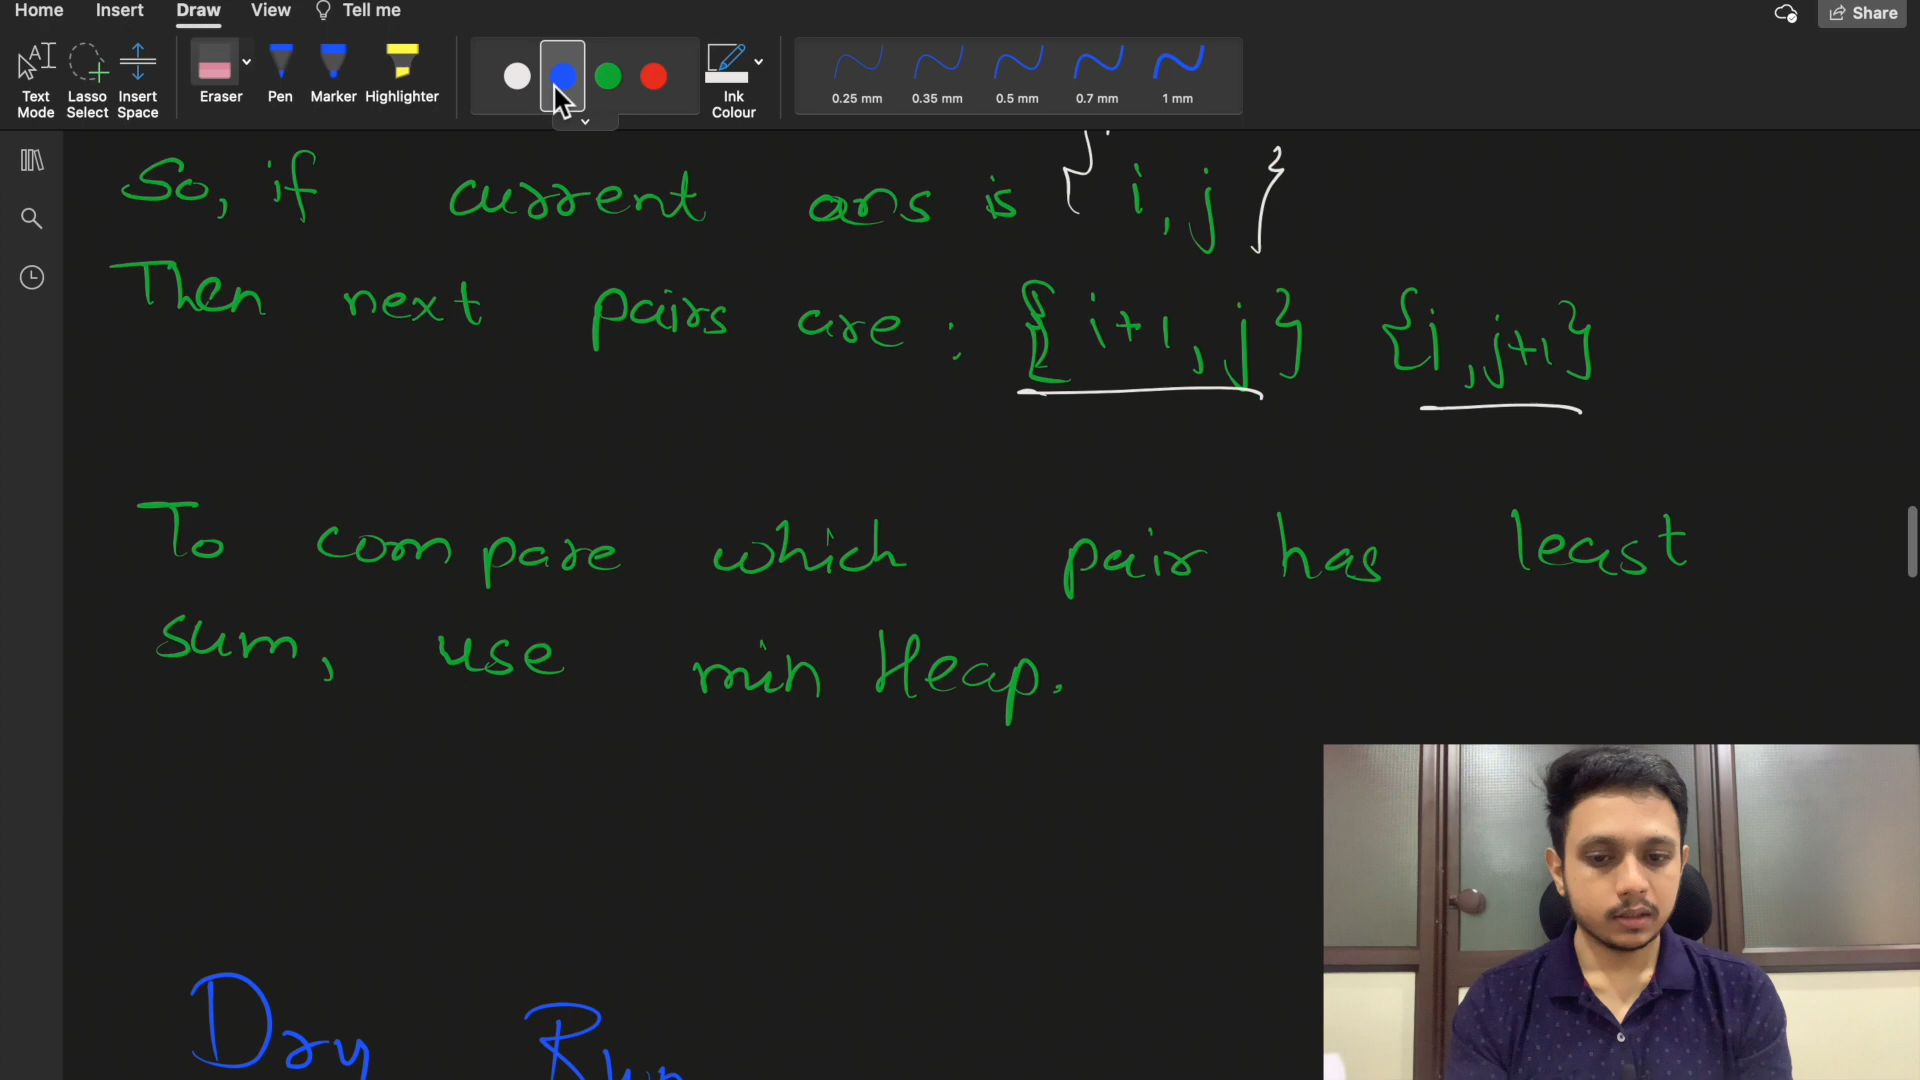 Home Insert Draw View Tell me Share
Text Mode Lasso Select Insert Space Eraser Pen Marker Highlighter Ink Colour 0.25 mm 0.35 mm 0.5 mm 0.7 mm 1 mm
So, if current ans is { i, j }
Then next pairs are : { i+1, j } {i, j+1}
To compare which pair has least
sum, use min Heap.
Dry Run